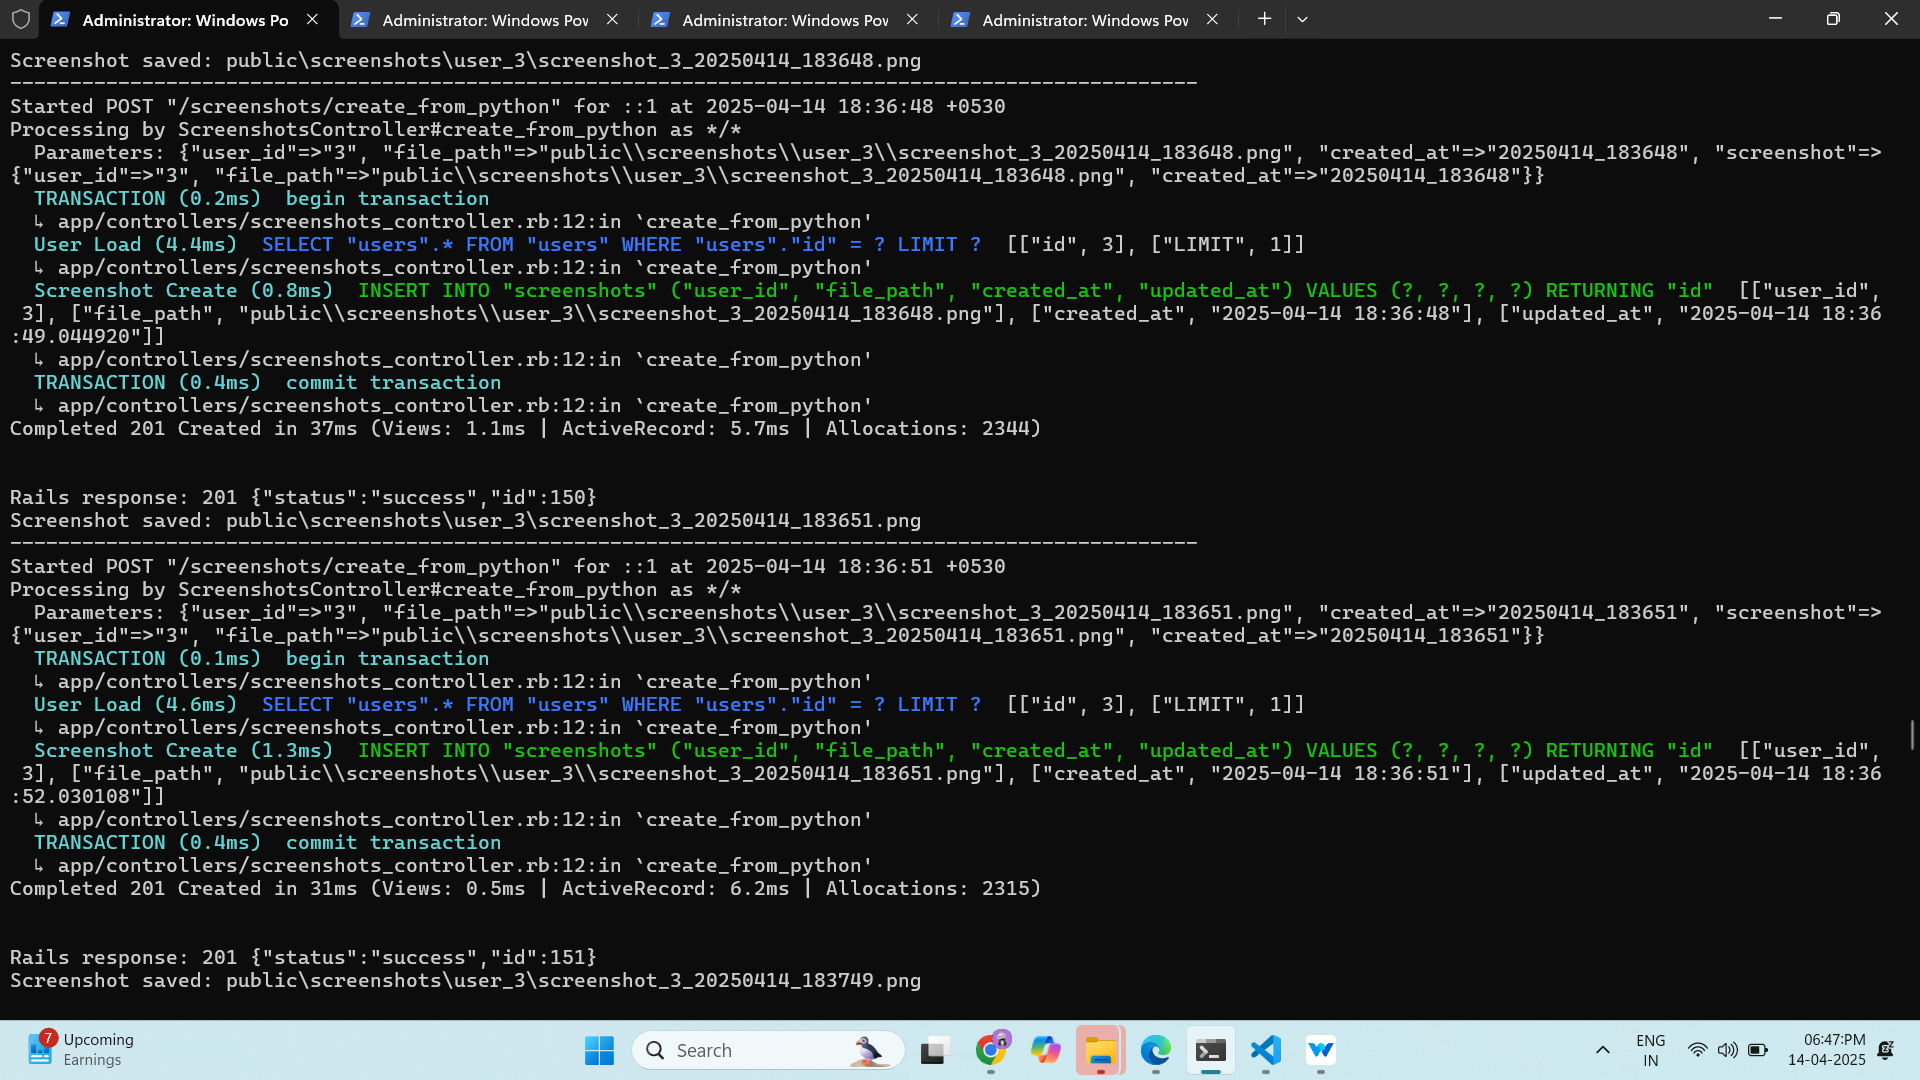 Administrator: Windows Po
Administrator: Windows Pow
Administrator: Windows Pow
Administrator: Windows Pow
Screenshot saved: public\screenshots\user_3\screenshot_3_20250414_183648.png
---------------------------------------------------------------------------------------------------
Started POST "/screenshots/create_from_python" for ::1 at 2025-04-14 18:36:48 +0530
Processing by ScreenshotsController#create_from_python as */*
  Parameters: {"user_id"=>"3", "file_path"=>"public\\screenshots\\user_3\\screenshot_3_20250414_183648.png", "created_at"=>"20250414_183648", "screenshot"=>
{"user_id"=>"3", "file_path"=>"public\\screenshots\\user_3\\screenshot_3_20250414_183648.png", "created_at"=>"20250414_183648"}}
  TRANSACTION (0.2ms)  begin transaction
  ↳ app/controllers/screenshots_controller.rb:12:in `create_from_python'
  User Load (4.4ms)  SELECT "users".* FROM "users" WHERE "users"."id" = ? LIMIT ?  [["id", 3], ["LIMIT", 1]]
  ↳ app/controllers/screenshots_controller.rb:12:in `create_from_python'
  Screenshot Create (0.8ms)  INSERT INTO "screenshots" ("user_id", "file_path", "created_at", "updated_at") VALUES (?, ?, ?, ?) RETURNING "id"  [["user_id",
 3], ["file_path", "public\\screenshots\\user_3\\screenshot_3_20250414_183648.png"], ["created_at", "2025-04-14 18:36:48"], ["updated_at", "2025-04-14 18:36
:49.044920"]]
  ↳ app/controllers/screenshots_controller.rb:12:in `create_from_python'
  TRANSACTION (0.4ms)  commit transaction
  ↳ app/controllers/screenshots_controller.rb:12:in `create_from_python'
Completed 201 Created in 37ms (Views: 1.1ms | ActiveRecord: 5.7ms | Allocations: 2344)
Rails response: 201 {"status":"success","id":150}
Screenshot saved: public\screenshots\user_3\screenshot_3_20250414_183651.png
---------------------------------------------------------------------------------------------------
Started POST "/screenshots/create_from_python" for ::1 at 2025-04-14 18:36:51 +0530
Processing by ScreenshotsController#create_from_python as */*
  Parameters: {"user_id"=>"3", "file_path"=>"public\\screenshots\\user_3\\screenshot_3_20250414_183651.png", "created_at"=>"20250414_183651", "screenshot"=>
{"user_id"=>"3", "file_path"=>"public\\screenshots\\user_3\\screenshot_3_20250414_183651.png", "created_at"=>"20250414_183651"}}
  TRANSACTION (0.1ms)  begin transaction
  ↳ app/controllers/screenshots_controller.rb:12:in `create_from_python'
  User Load (4.6ms)  SELECT "users".* FROM "users" WHERE "users"."id" = ? LIMIT ?  [["id", 3], ["LIMIT", 1]]
  ↳ app/controllers/screenshots_controller.rb:12:in `create_from_python'
  Screenshot Create (1.3ms)  INSERT INTO "screenshots" ("user_id", "file_path", "created_at", "updated_at") VALUES (?, ?, ?, ?) RETURNING "id"  [["user_id",
 3], ["file_path", "public\\screenshots\\user_3\\screenshot_3_20250414_183651.png"], ["created_at", "2025-04-14 18:36:51"], ["updated_at", "2025-04-14 18:36
:52.030108"]]
  ↳ app/controllers/screenshots_controller.rb:12:in `create_from_python'
  TRANSACTION (0.4ms)  commit transaction
  ↳ app/controllers/screenshots_controller.rb:12:in `create_from_python'
Completed 201 Created in 31ms (Views: 0.5ms | ActiveRecord: 6.2ms | Allocations: 2315)
Rails response: 201 {"status":"success","id":151}
Screenshot saved: public\screenshots\user_3\screenshot_3_20250414_183749.png
7
Upcoming
Earnings
Search
ENG
IN
06:47:PM
14-04-2025